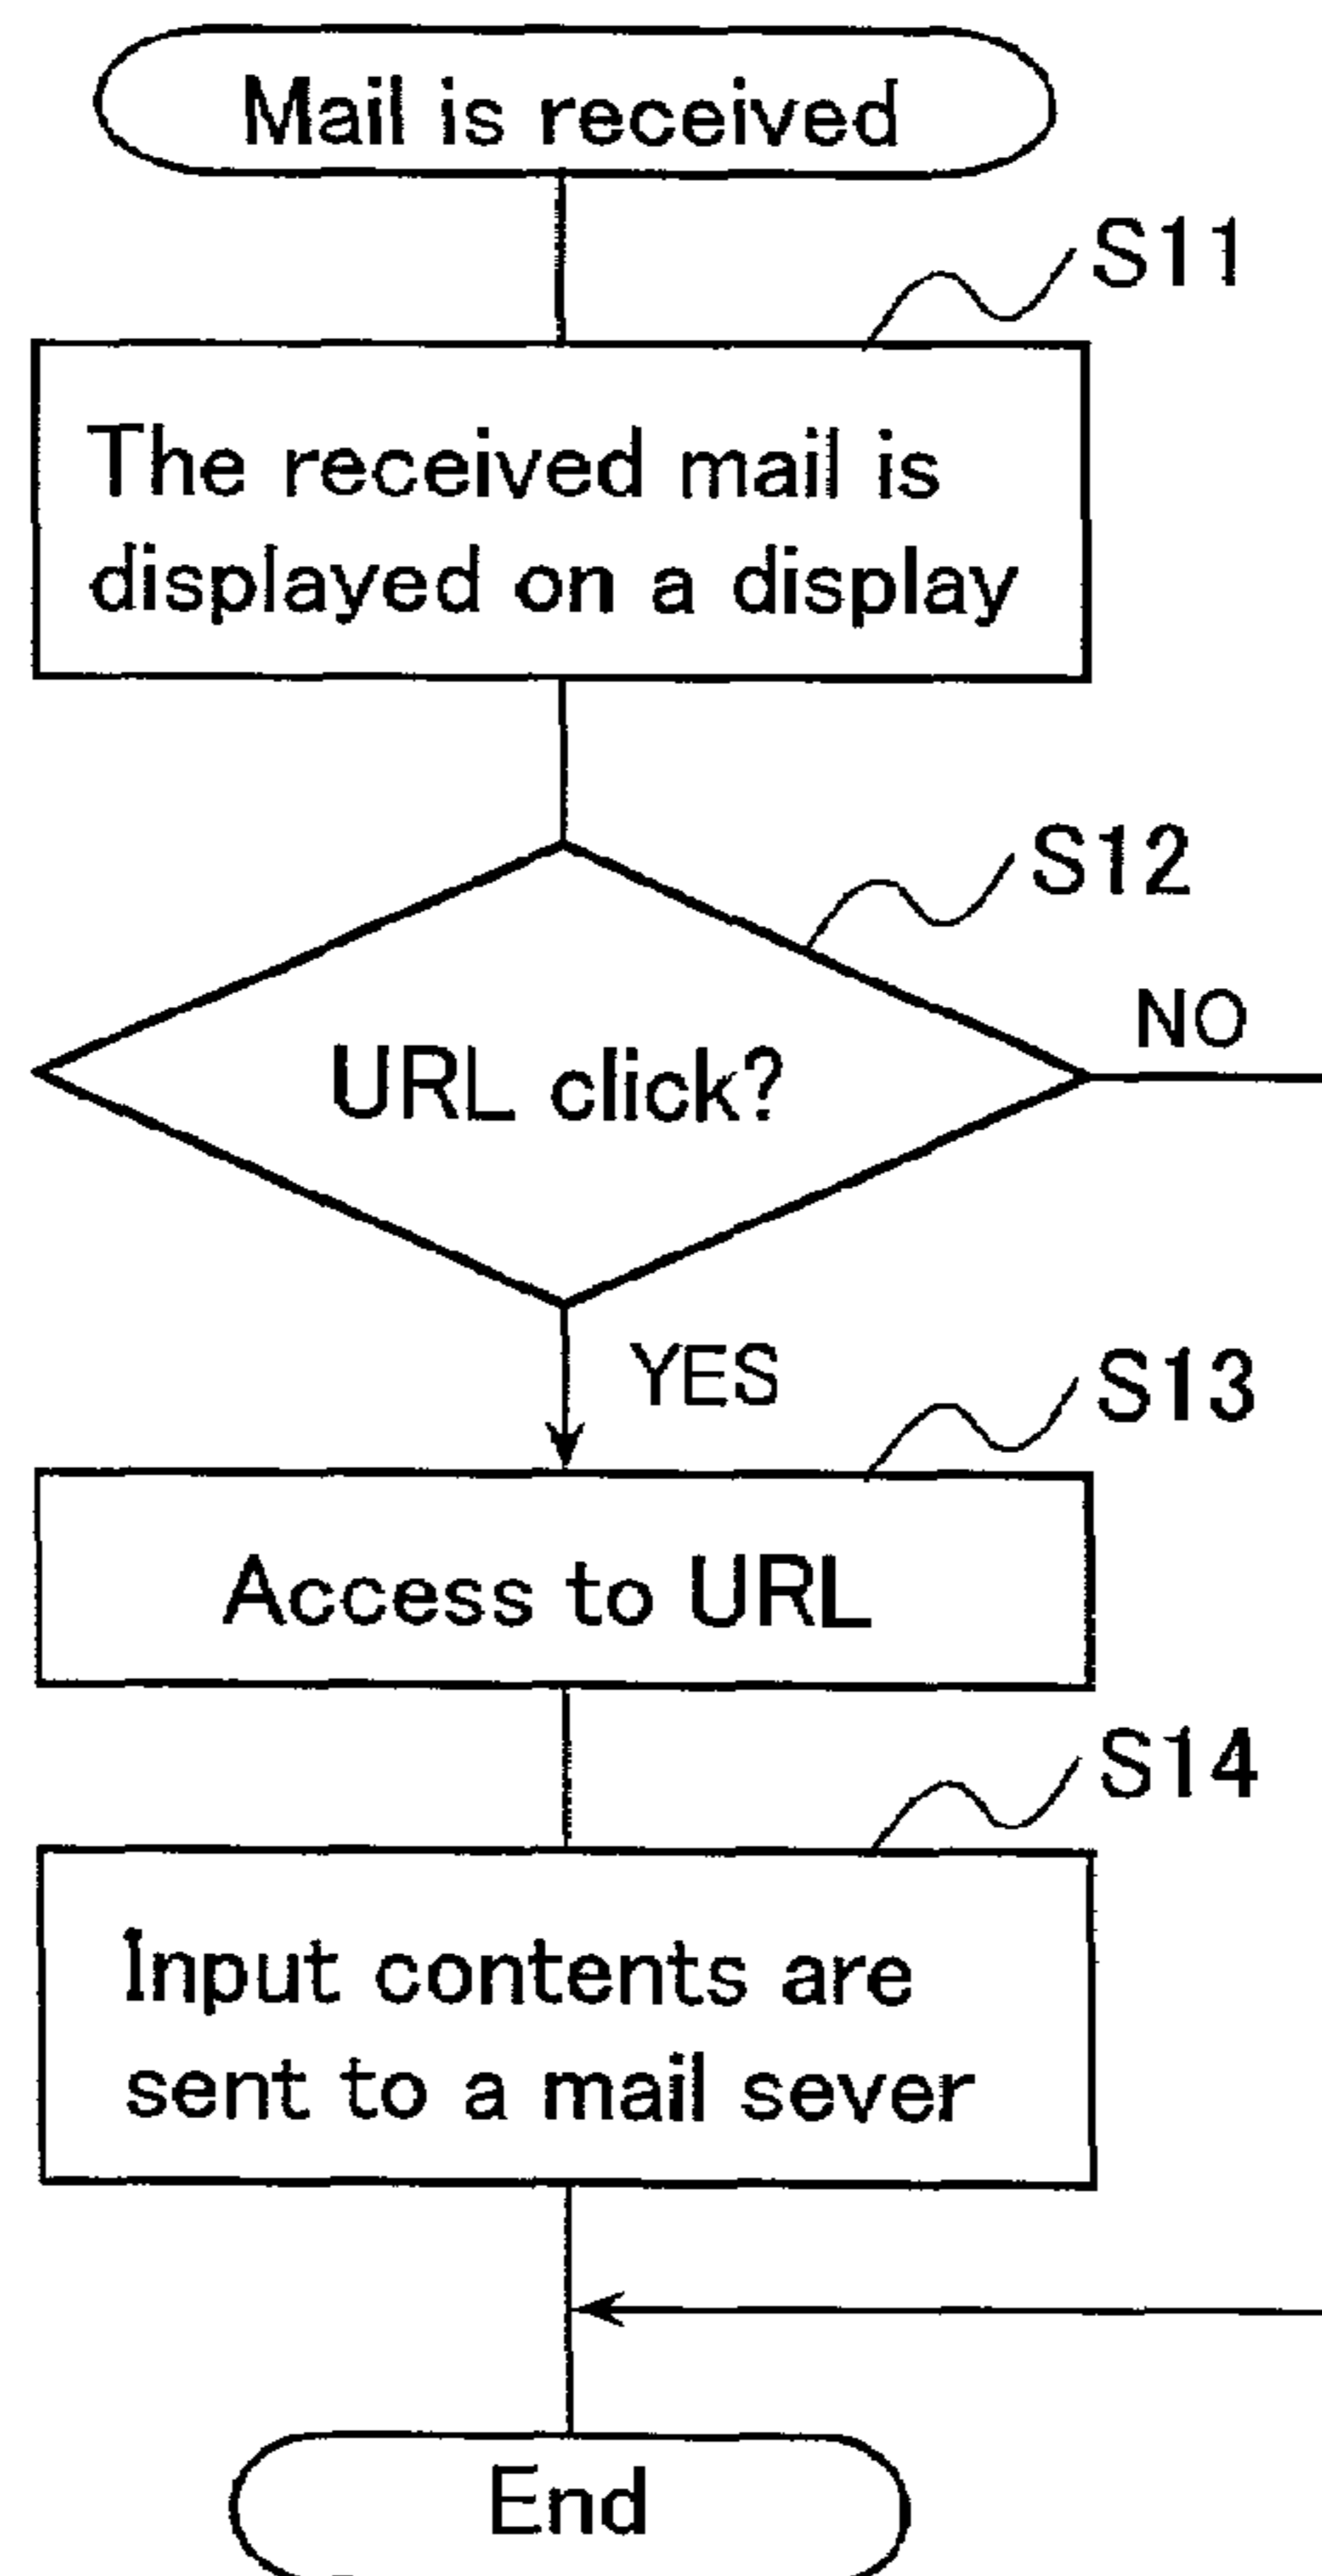 Mail is received
S11
The received mail is
displayed on a display
S12
NO
URL click?
YES
S13
Access to URL
S14
Input contents are
sent to a mail sever
End